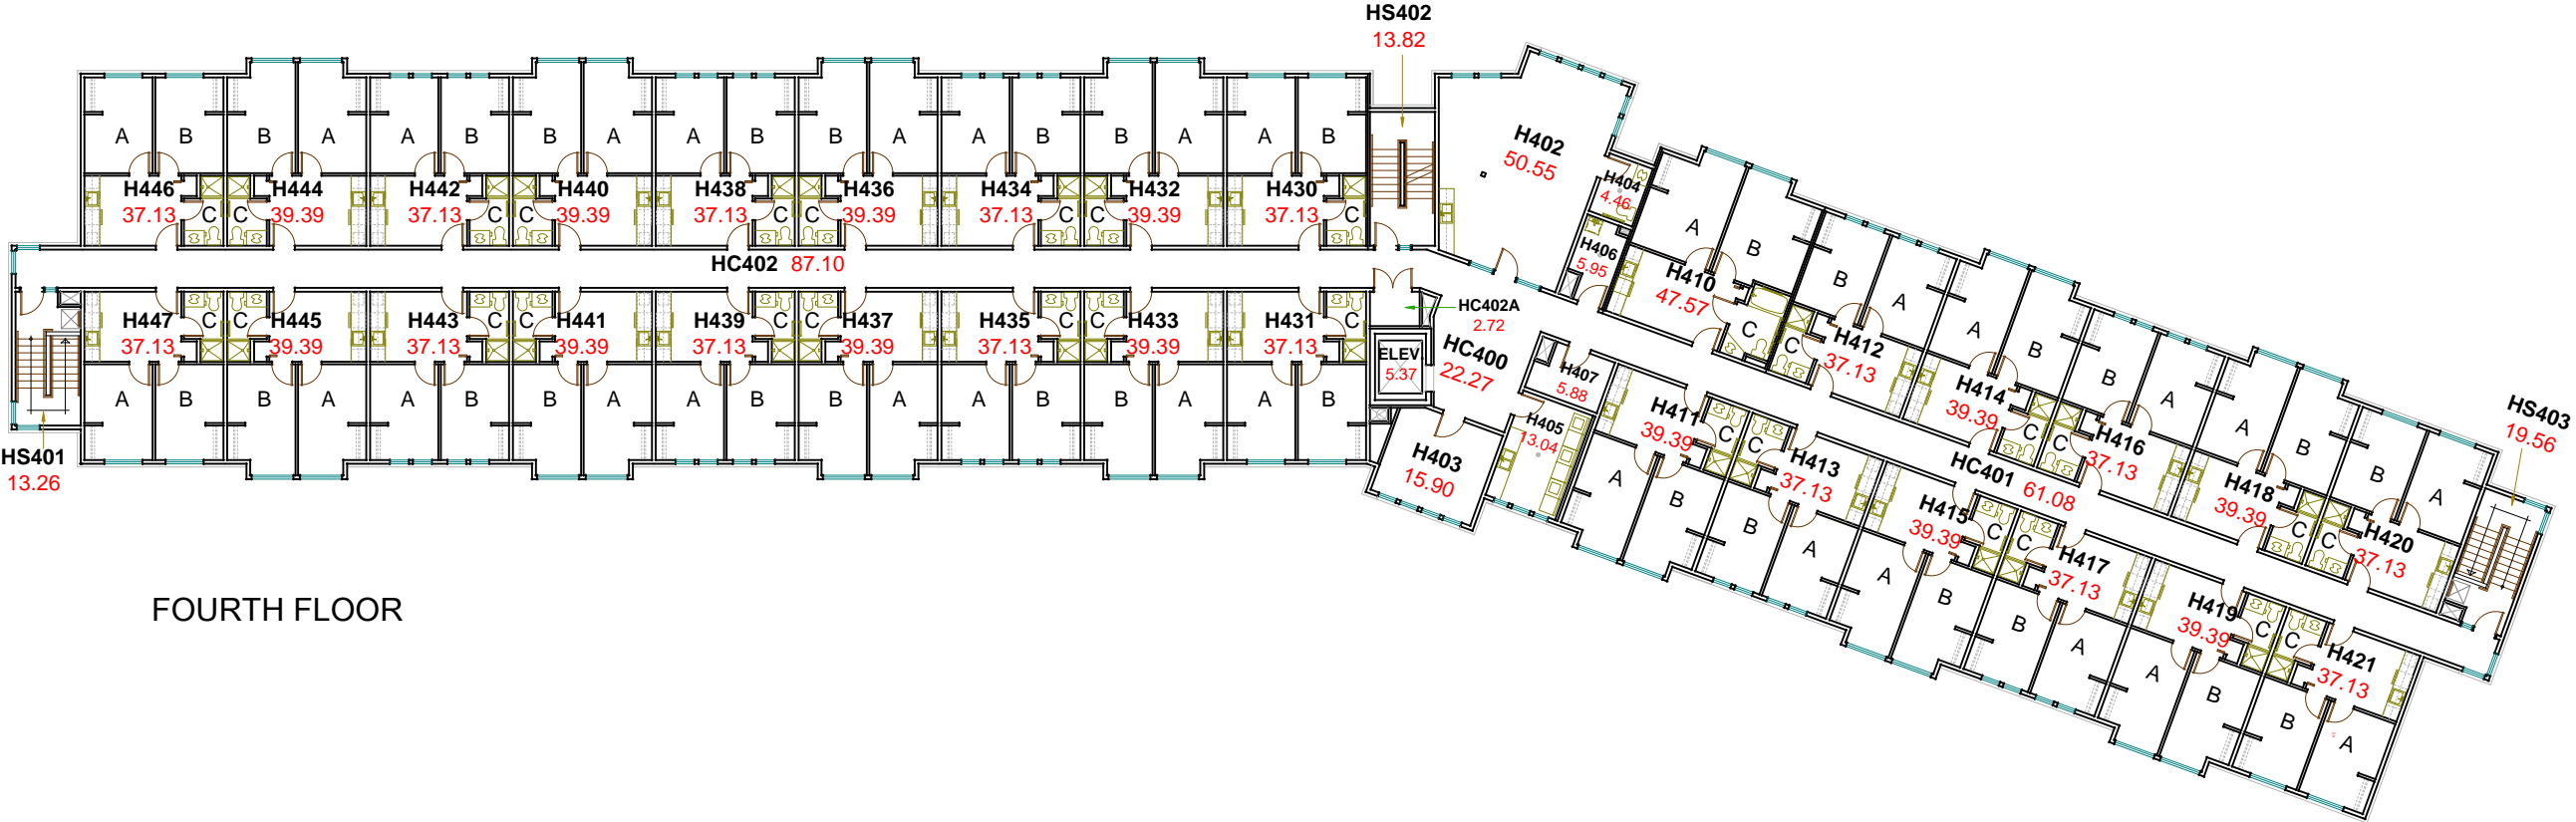 HS402
13.82
A B B A A B B A A B B A A B B A A B
H446 H444 H442 H440 H438 H436 H434 H432 H430
37.13 39.39 37.13 39.39 37.13 39.39 37.13 39.39 37.13
C C C C C C C C C
HC402 87.10
H447 H445 H443 H441 H439 H437 H435 H433 H431
37.13 39.39 37.13 39.39 37.13 39.39 37.13 39.39 37.13
C C C C C C C C C
A B B A A B B A A B B A A B B A A B
HS401
13.26
H402
50.55
H404
4.46
H406
5.95
HC402A
2.72
ELEV.
5.37
HC400
22.27
H403
15.90
H405
13.04
H407
5.88
A B
H410
47.57
C
B A
H412
37.13
C
A B
H414
39.39
C
B A
H416
37.13
C
A B
H418
39.39
C
B A
H420
37.13
C
HS403
19.56
HC401 61.08
H411
39.39
C
A B
H413
37.13
C
B A
H415
39.39
C
A B
H417
37.13
C
B A
H419
39.39
C
A B
H421
37.13
C
B A
FOURTH FLOOR